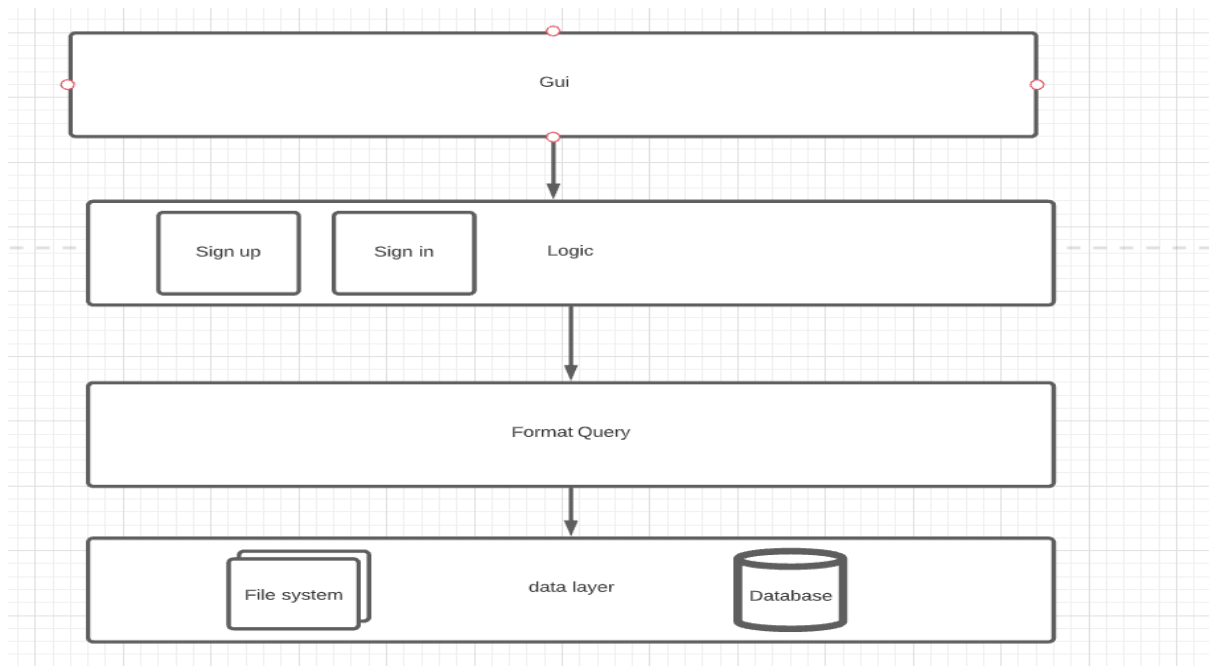 Gui
Sign up
Sign in
Logic
Format Query
File system
data layer
Database